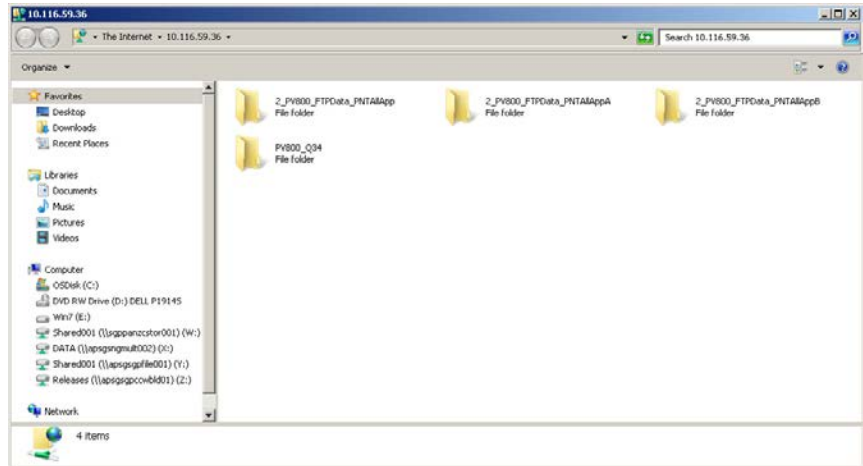 10.116.59.36
The Internet 10.116.59.36
Search 10.116.59.36
Organize
Favorites
Desktop
Downloads
Recent Places
Libraries
Documents
Music
Pictures
Videos
Computer
OSDisk (C:)
DVD RW Drive (D:) DELL P1914S
Win7 (E:)
Shared001 (\\sgppanzcstor001) (W:)
DATA (\\apsgsngmult002) (X:)
Shared001 (\\apsgsgpfile001) (Y:)
Releases (\\apsgsgpccwbld01) (Z:)
Network
2_PV800_FTPData_PNTAllApp
File folder
2_PV800_FTPData_PNTAllAppA
File folder
2_PV800_FTPData_PNTAllAppB
File folder
PV800_Q34
File folder
4 items